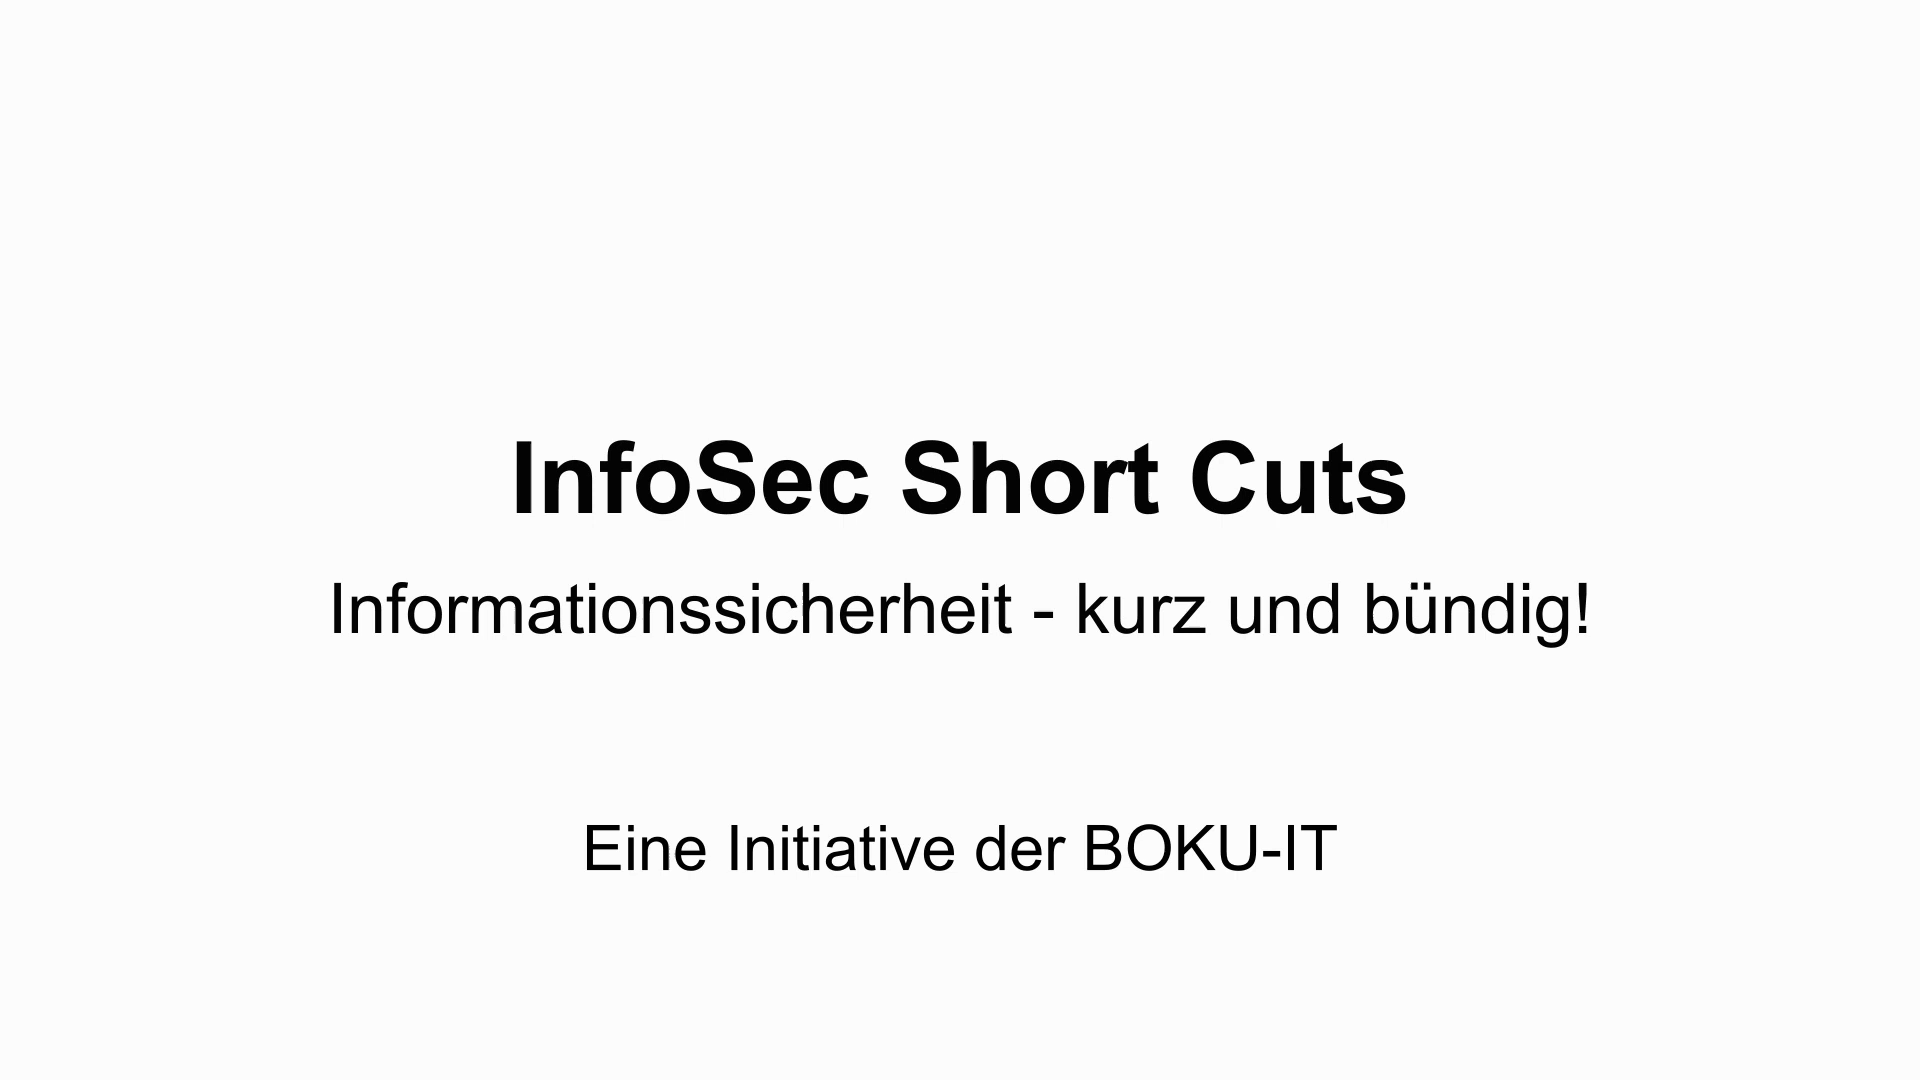 InfoSec Short Cuts
Informationssicherheit - kurz und bündig!
Eine Initiative der BOKU-IT